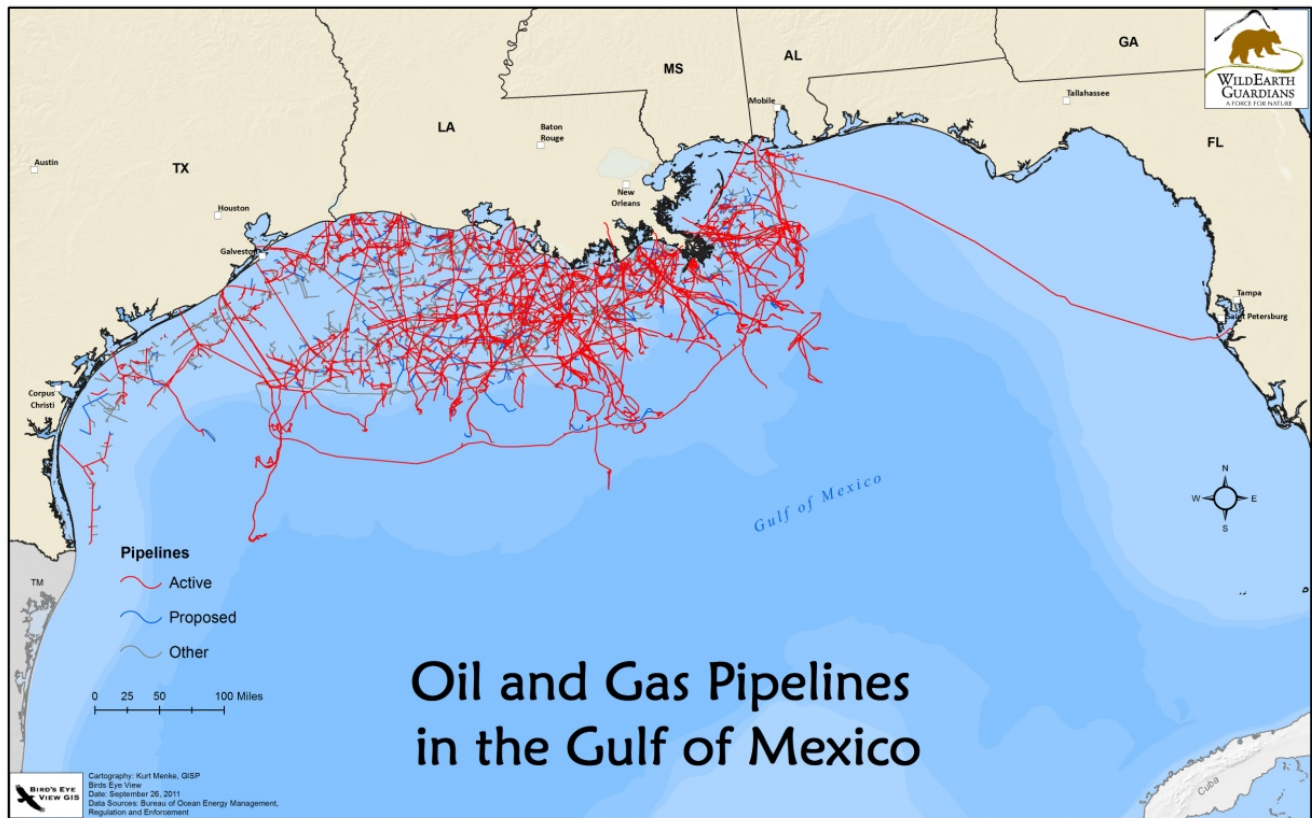 WILDEARTH
GUARDIANS
A FORCE FOR NATURE
GA
AL
MS
Tallahassee
Mobile
LA
Baton
Rouge
FL
Austin
TX
New
Orleans
Houston
Galveston
Tampa
Saint Petersburg
Corpus
Christi
N
W
E
S
Gulf of Mexico
Pipelines
Active
TM
Proposed
Other
0 25 50 100 Miles
Oil and Gas Pipelines
in the Gulf of Mexico
Cuba
BIRD'S EYE
VIEW GIS
Cartography: Kurt Menke, GISP
Birds Eye View
Date: September 26, 2011
Data Sources: Bureau of Ocean Energy Management,
Regulation and Enforcement